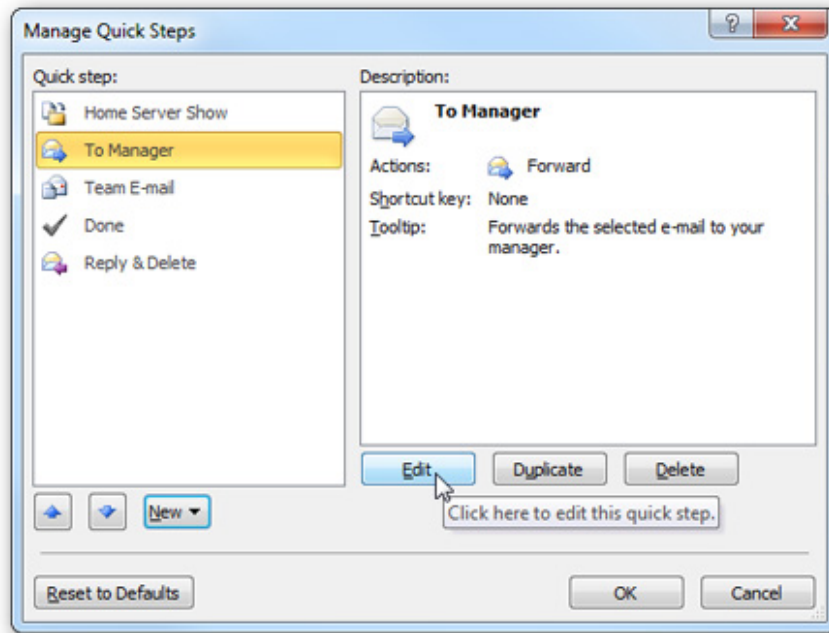 Manage Quick Steps
?
Quick step:
Home Server Show
To Manager
Team E-mail
Done
Reply & Delete
New
Description:
To Manager
Actions: Forward
Shortcut key: None
Tooltip: Forwards the selected e-mail to your
manager.
Edit Duplicate Delete
Click here to edit this quick step.
Reset to Defaults OK Cancel